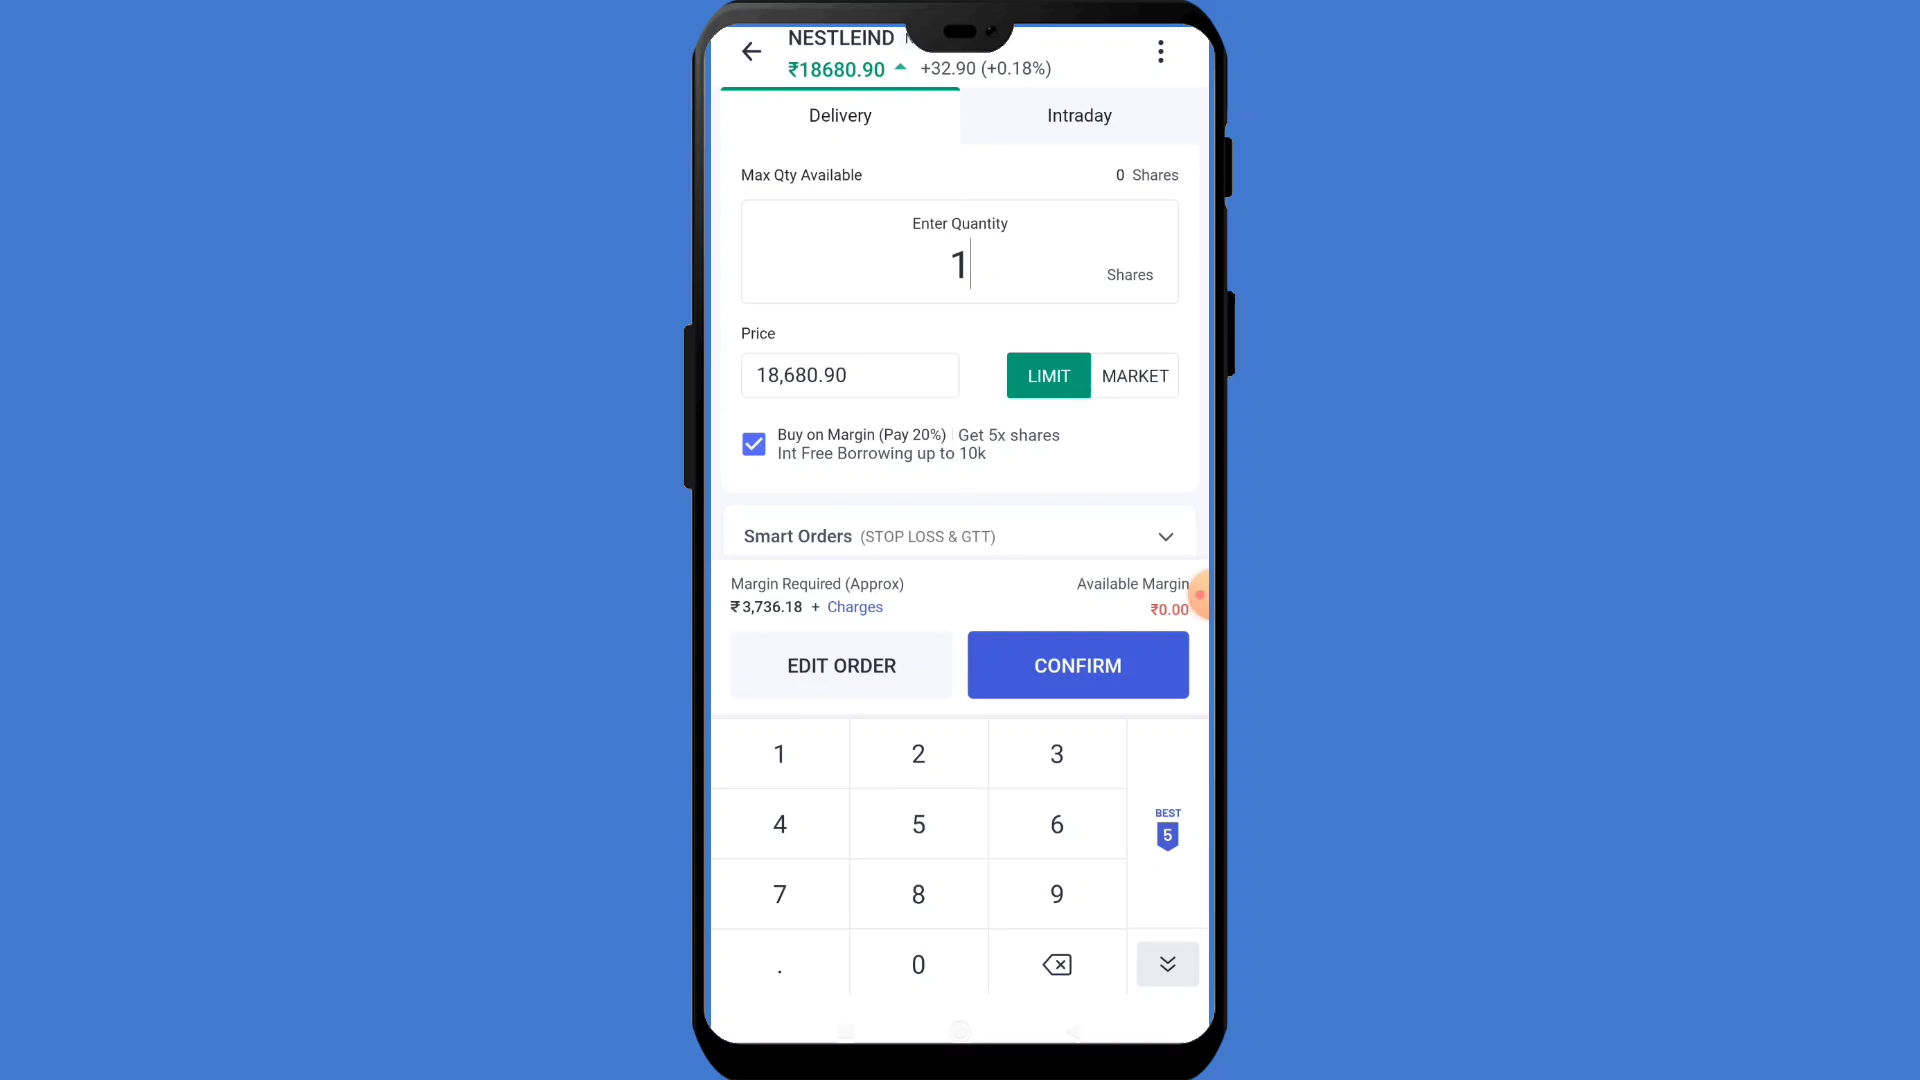 NESTLEIND
₹18680.90 +32.90 (+0.18%)
Delivery Intraday
Max Qty Available 0 Shares
Enter Quantity
1
Shares
Price
18,680.90 LIMIT MARKET
Buy on Margin (Pay 20%) Get 5x shares
Int Free Borrowing up to 10k
Smart Orders (STOP LOSS & GTT)
Margin Required (Approx) Available Margin
₹3,736.18 + Charges ₹0.00
EDIT ORDER CONFIRM
1 2 3
BEST
4 5 6 5
7 8 9
. 0